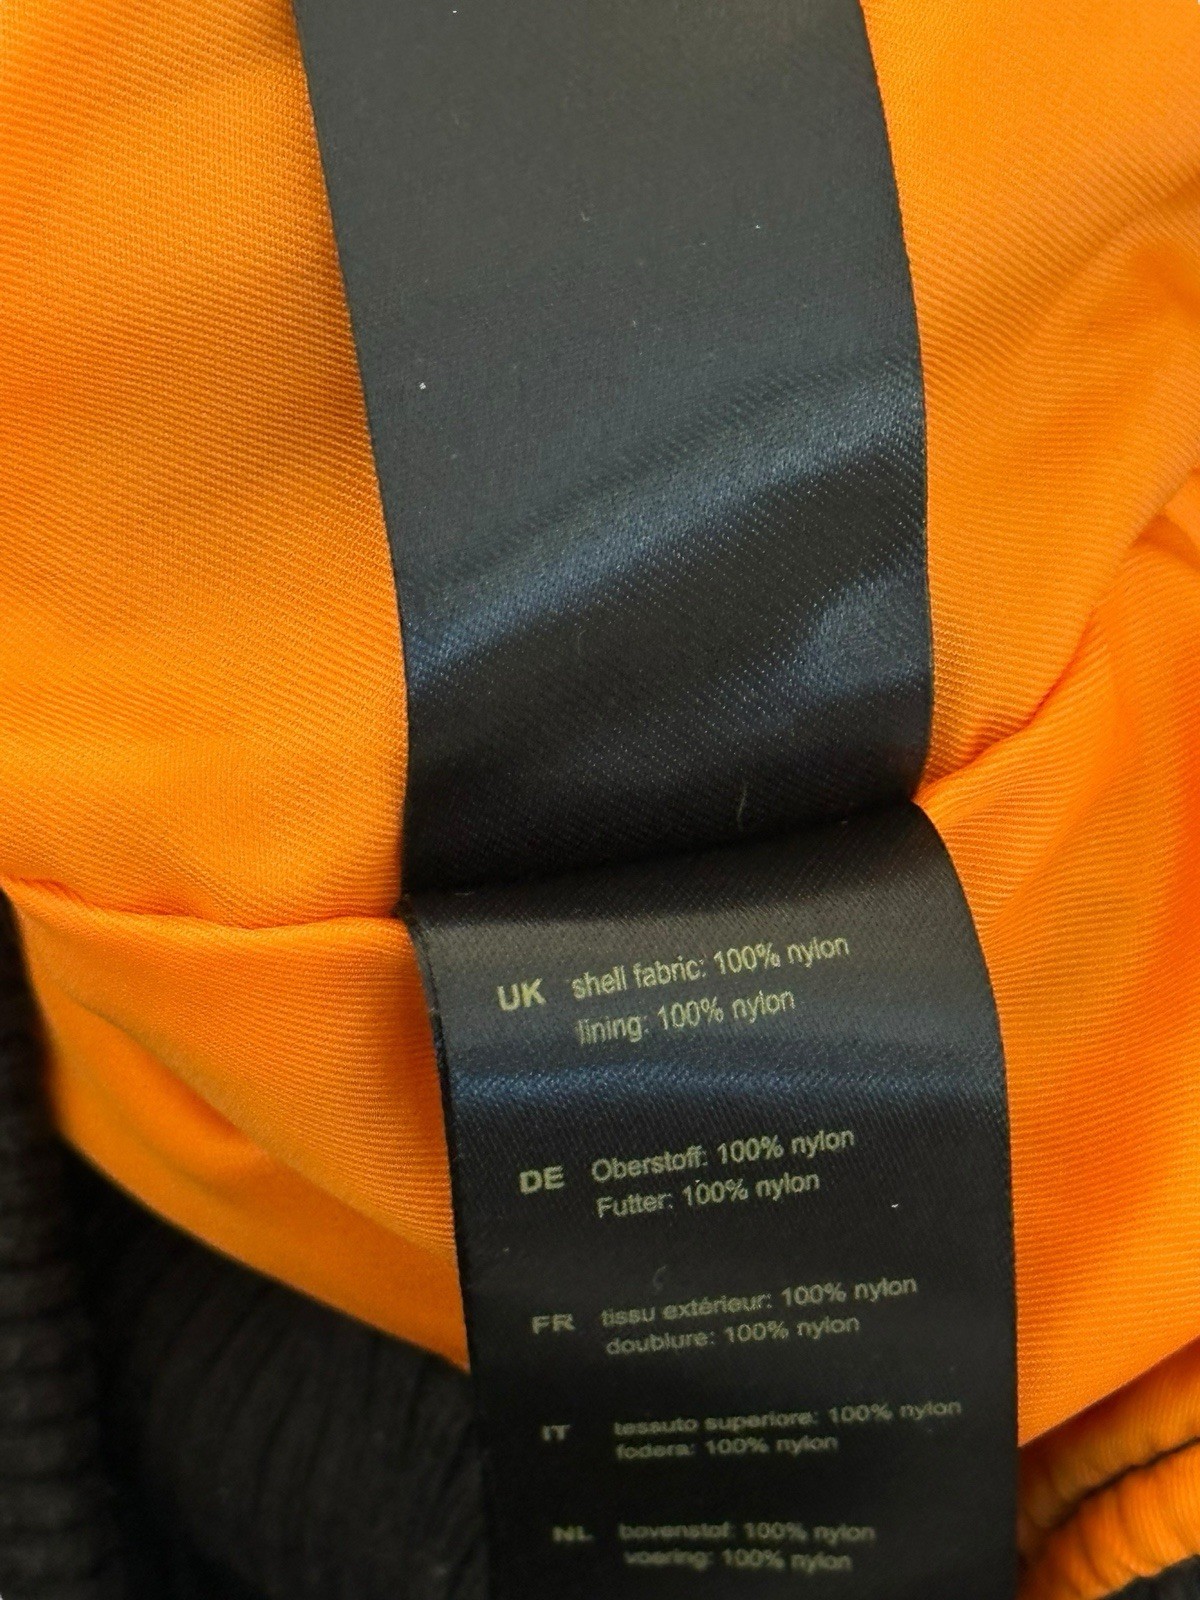 UK shell fabric: 100% nylon
lining: 100% nylon
DE Oberstoff: 100% nylon
Futter: 100% nylon
FR tissu extérieur: 100% nylon
doublure: 100% nylon
IT tessuto superiore: 100% nylon
fodera: 100% nylon
NL bovenstof: 100% nylon
voering: 100% nylon